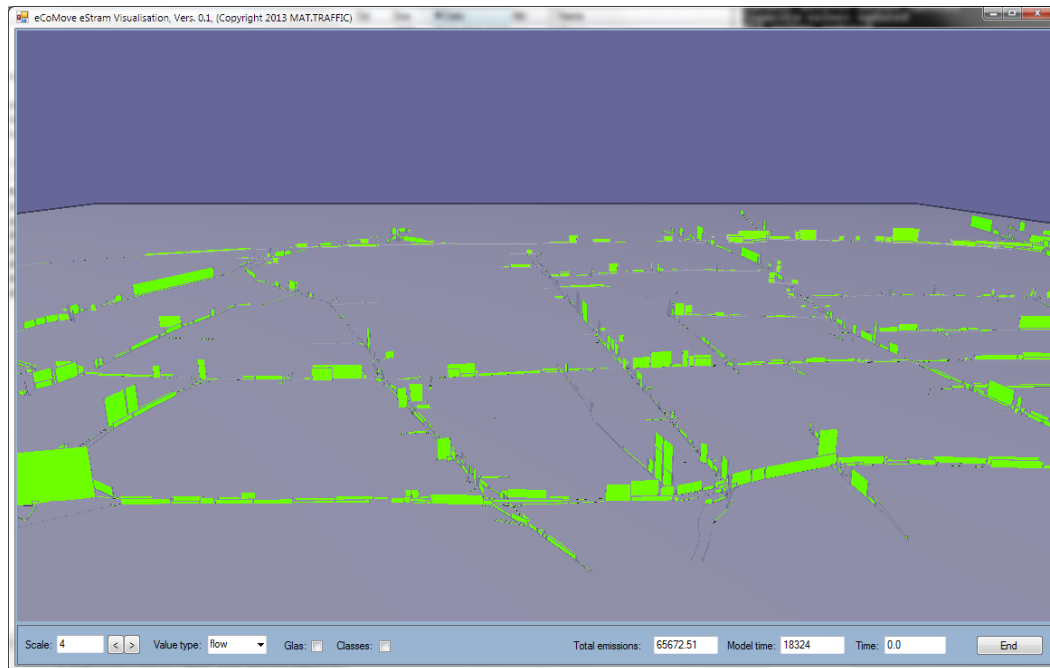 eCoMove eStram Visualisation, Vers. 0.1, (Copyright 2013 MAT.TRAFFIC)
Scale: 4 < > Value type: flow Glas: Classes: Total emissions: 65672.51 Model time: 18324 Time: 0.0 End